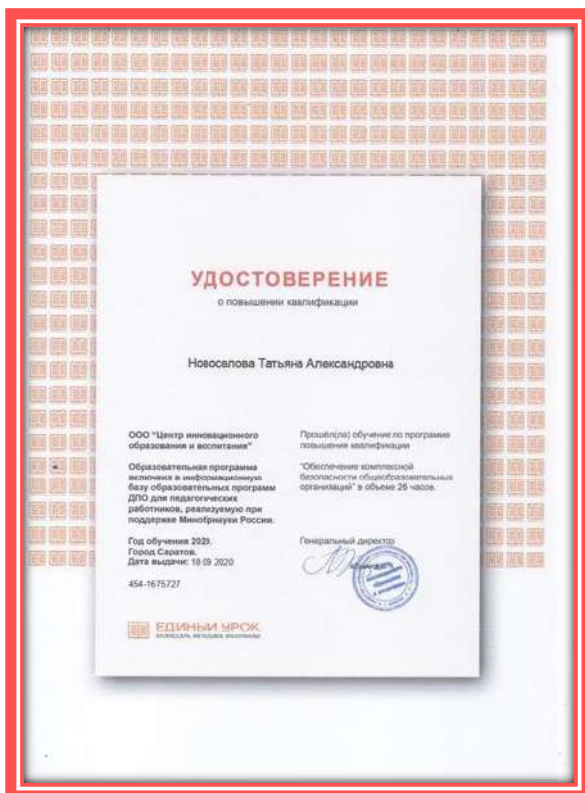 УДОСТОВЕРЕНИЕ
о повышении квалификации
Новоселова Татьяна Александровна
ООО "Центр инновационного
образования и воспитания"
Образовательная программа
включена в информационную
базу образовательных программ
ДПО для педагогических
работников, реализуемую при
поддержке Минобрнауки России.
Год обучения 2020.
Город Саратов.
Дата выдачи: 18 09 2020
454-1675727
Прошёл(ла) обучение по программе
повышения квалификации
"Обеспечение комплексной
безопасности общеобразовательных
организаций" в объеме 26 часов.
Генеральный директор
ЕДИНЫЙ УРОК
КАЛЕНДАРЬ, МЕТОДИКА, МАТЕРИАЛЫ